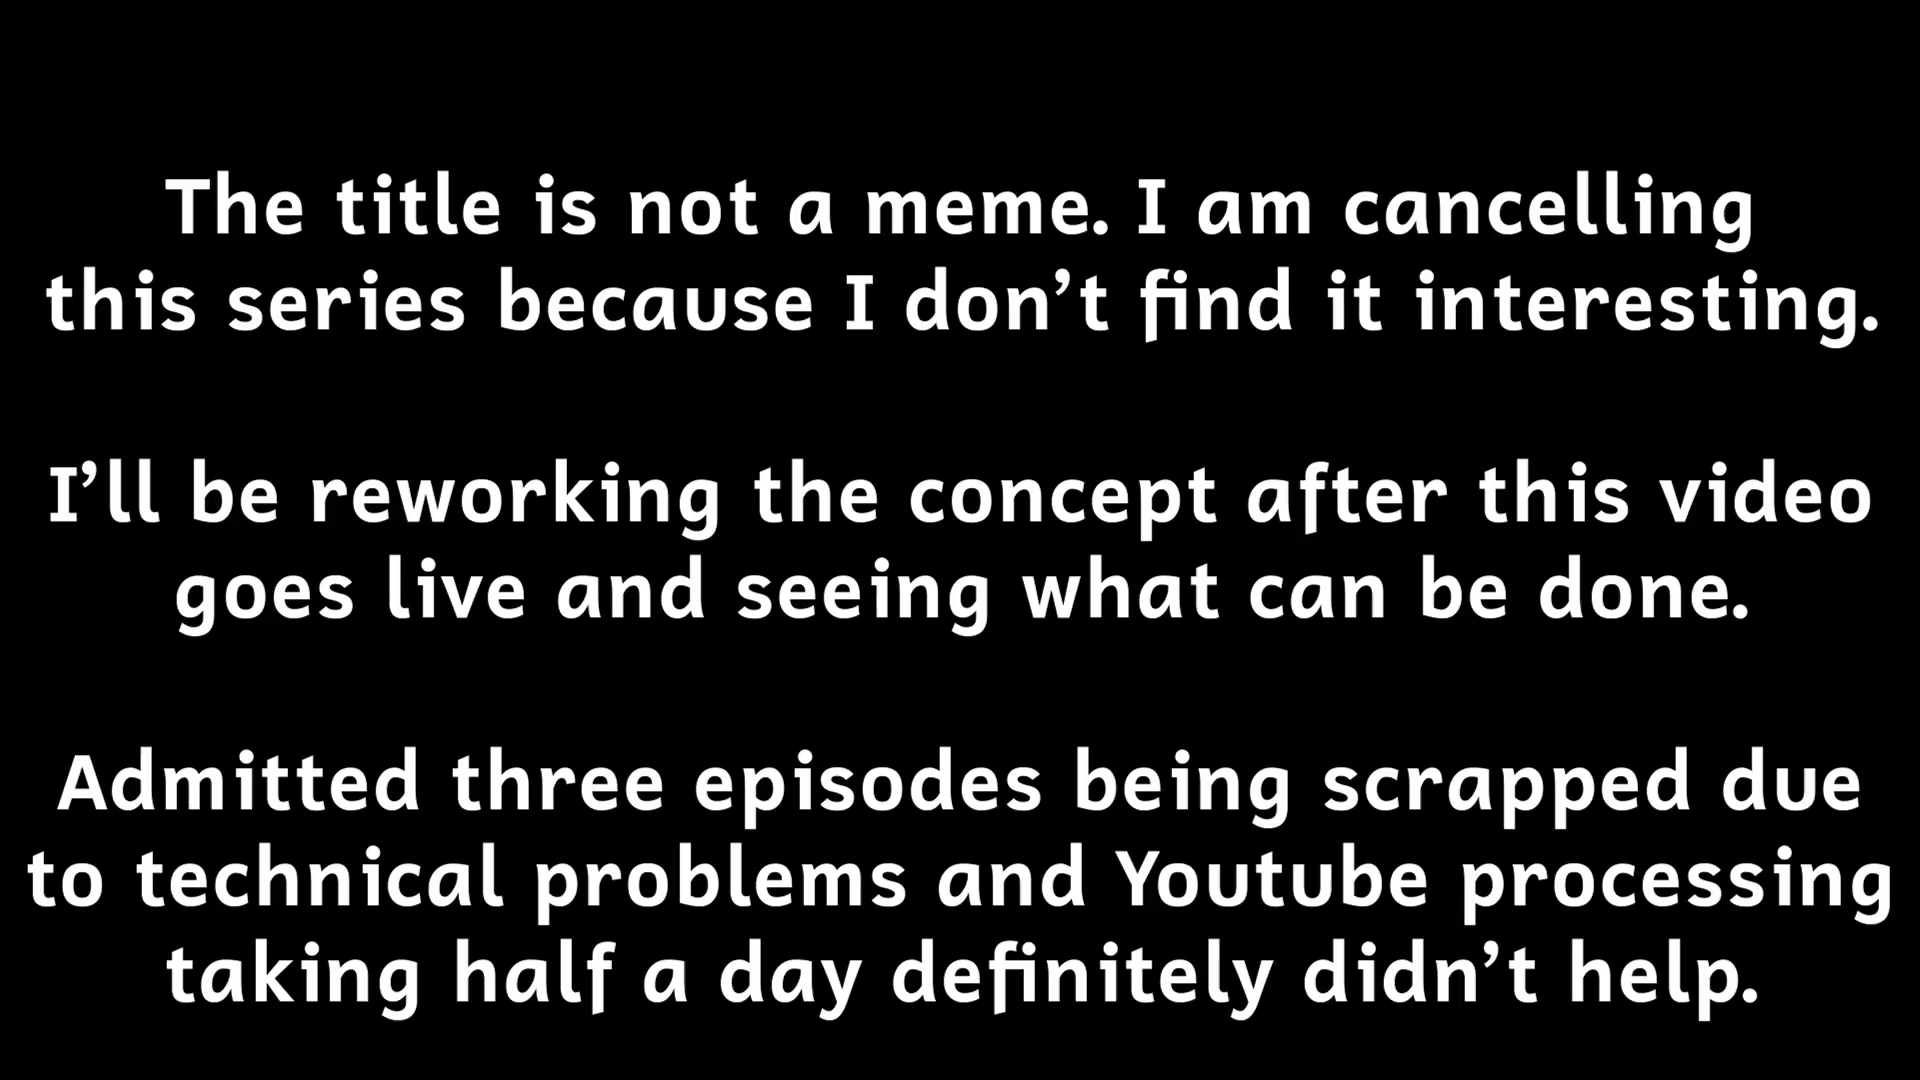 The title is not a meme. I am cancelling
this series because I don’t find it interesting.
I’ll be reworking the concept after this video
goes live and seeing what can be done.
Admitted three episodes being scrapped due
to technical problems and Youtube processing
taking half a day definitely didn’t help.